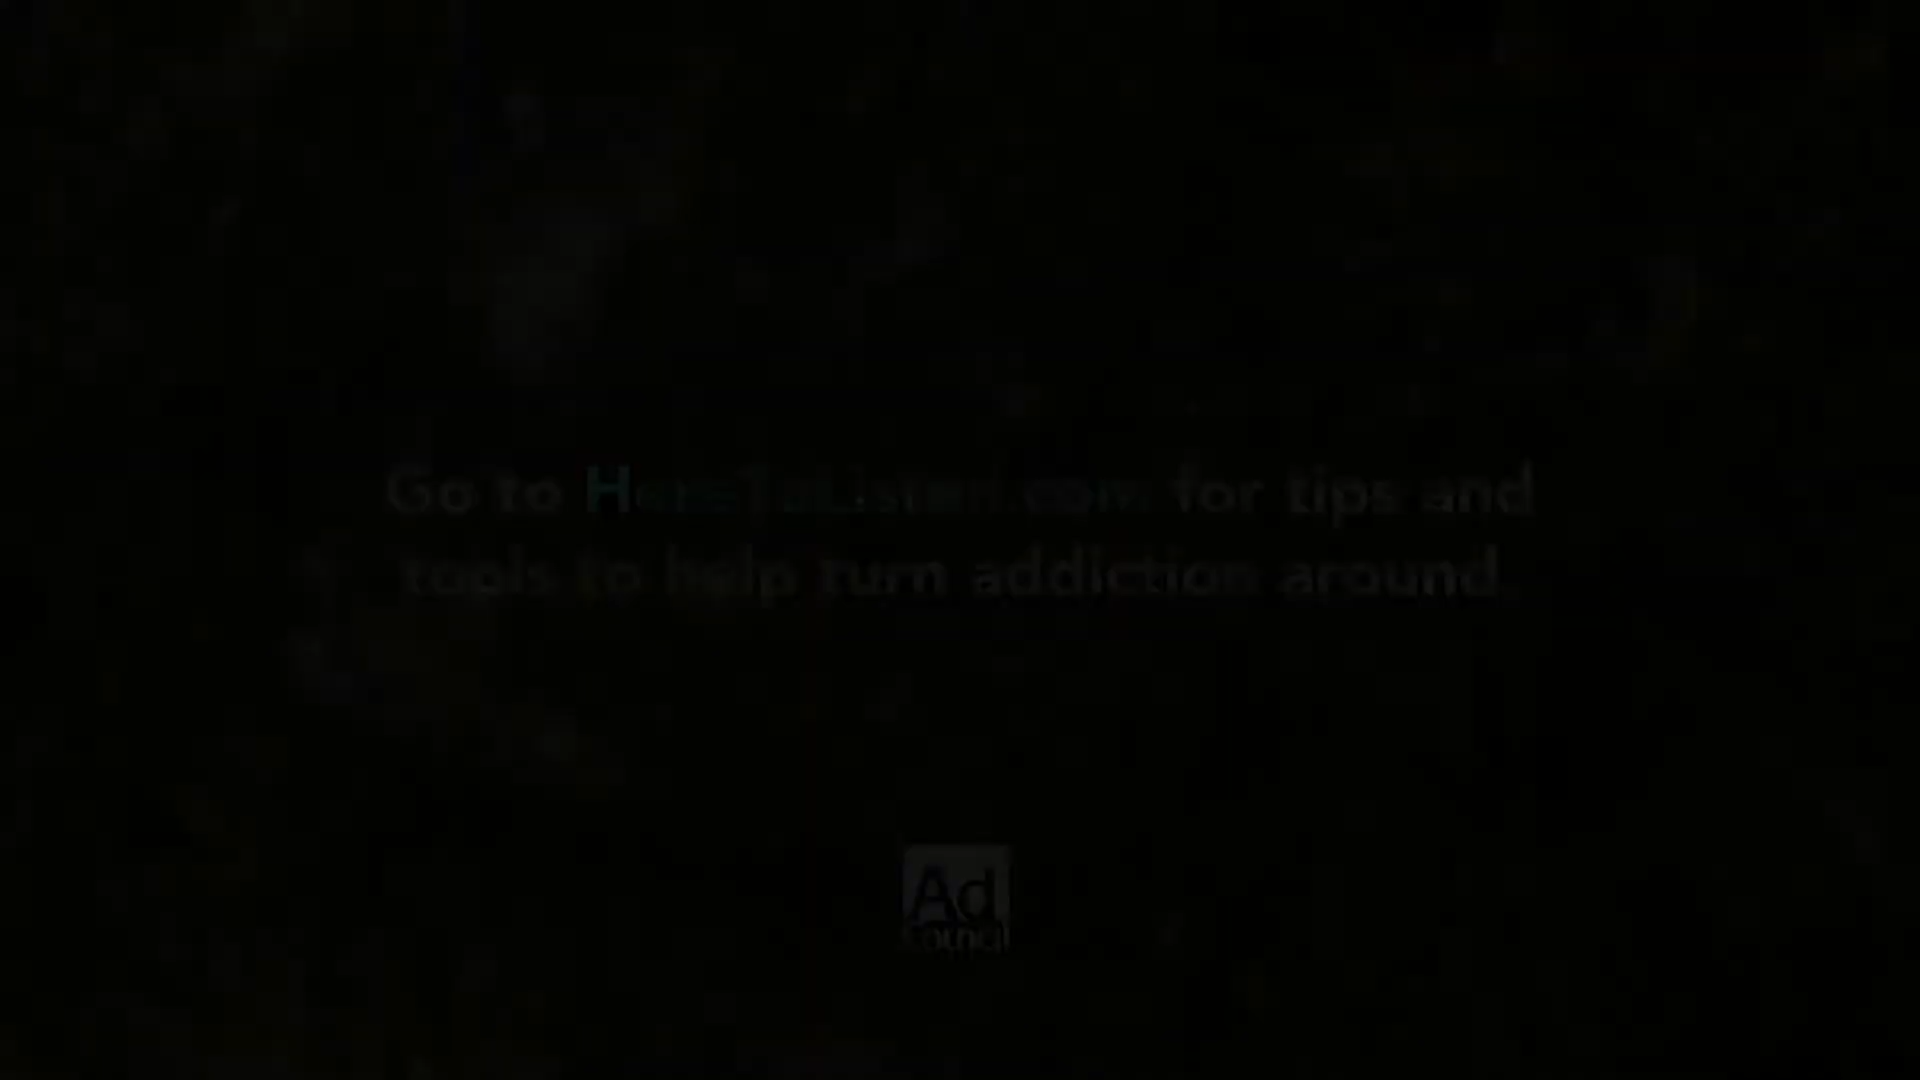 Go to HereToListen.com for tips and
tools to help turn addiction around.
Ad
Council